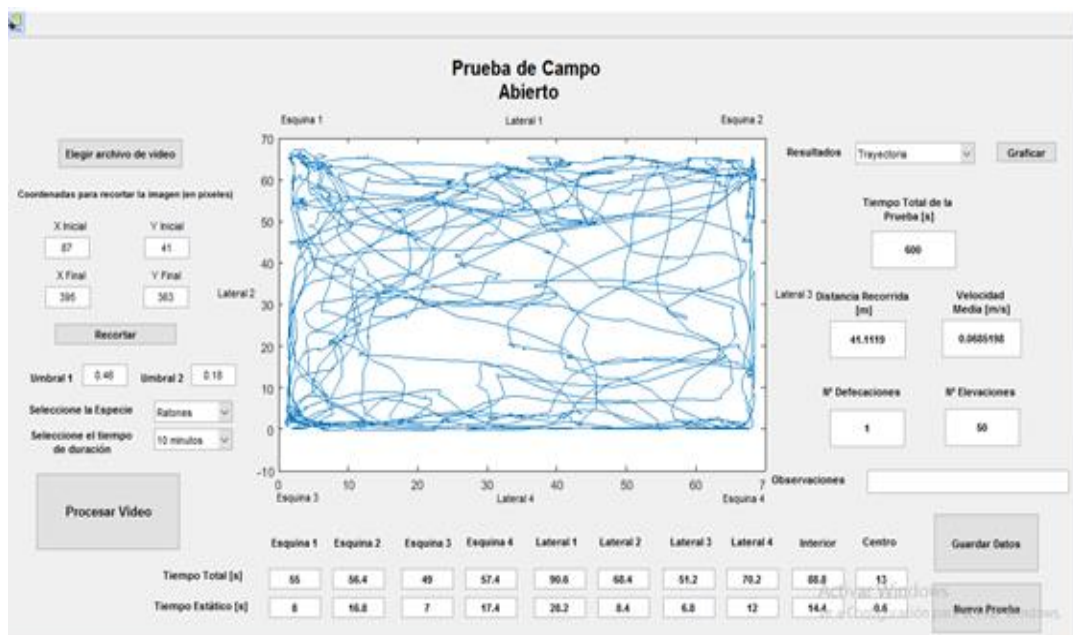 Prueba de Campo
Abierto
Esquina 1
Lateral 1
Esquina 2
Elegir archivo de video
Coordenadas para recortar la imagen (en pixeles)
X Inicial
Y Inicial
87
41
X Final
Y Final
395
363
Recortar
Umbral 1
0.46
Umbral 2
0.18
Seleccione la Especie
Ratones
Seleccione el tiempo
de duración
10 minutos
Procesar Video
Lateral 2
70
60
50
40
30
20
10
0
-10
10
20
30
40
50
60
7
Esquina 3
Lateral 4
Esquina 4
Lateral 3
Resultados
Trayectoria
Graficar
Tiempo Total de la
Prueba [s]
600
Distancia Recorrida
[m]
41.1119
Velocidad
Media [m/s]
0.0685198
Nº Defecaciones
1
Nº Elevaciones
50
Observaciones
Esquina 1 Esquina 2 Esquina 3 Esquina 4 Lateral 1 Lateral 2 Lateral 3 Lateral 4 Interior Centro
Tiempo Total [s] 55 56.4 49 57.4 90.6 68.4 51.2 70.2 88.8 13
Tiempo Estático [s] 8 16.8 7 17.4 20.2 8.4 6.8 12 14.4 0.6
Guardar Datos
Nueva Prueba
Activar Windows